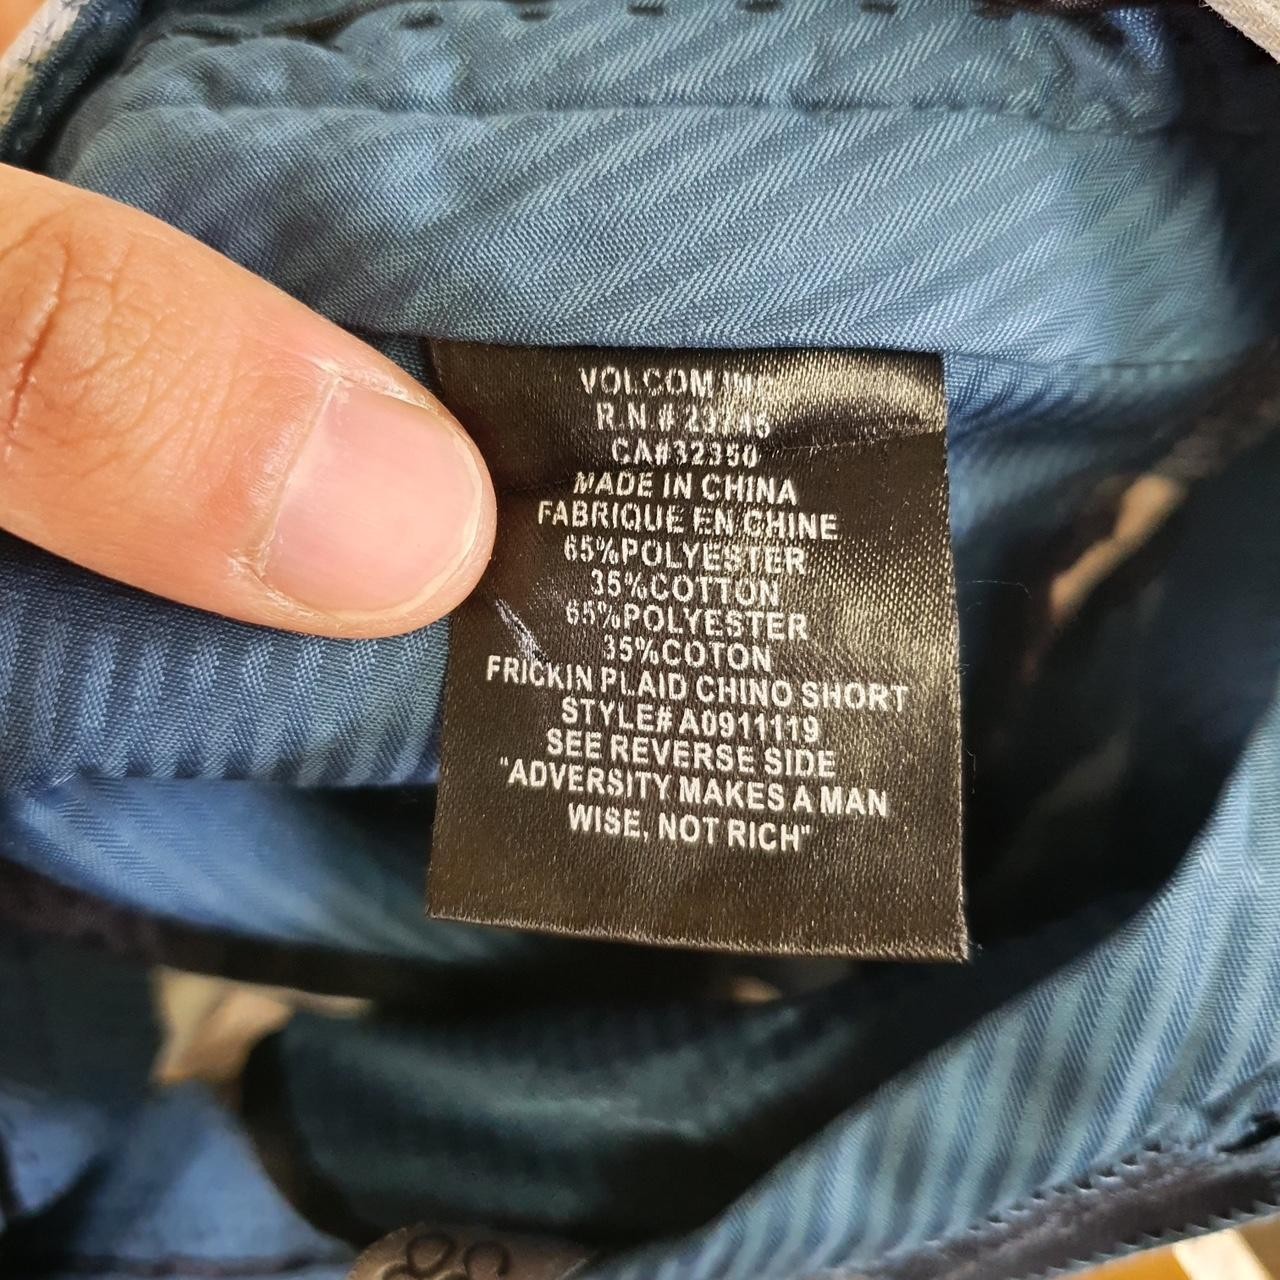 VOLCOM INC
R.N #
CA#32350
MADE IN CHINA
FABRIQUE EN CHINE
65%POLYESTER
35%COTTON
65%POLYESTER
35%COTON
FRICKIN PLAID CHINO SHORT
STYLE# A0911119
SEE REVERSE SIDE
"ADVERSITY MAKES A MAN
WISE, NOT RICH"